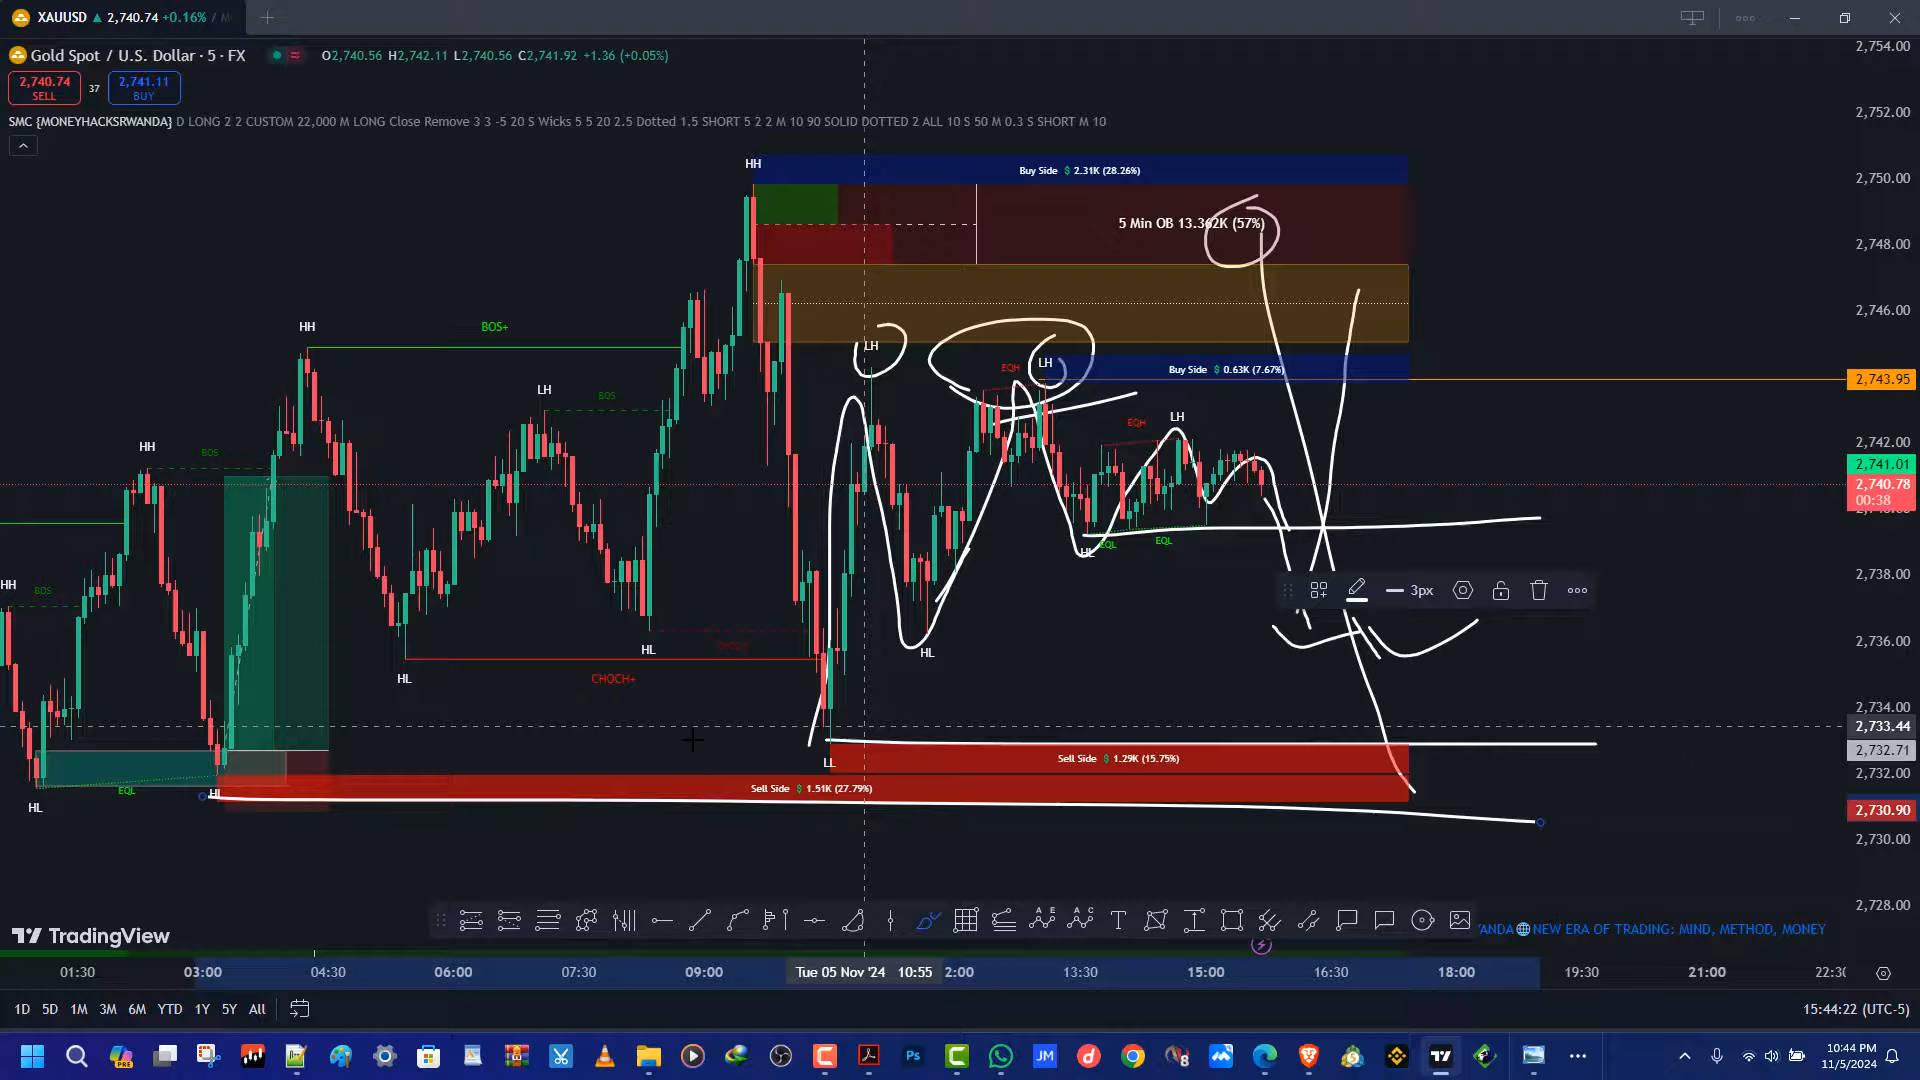 XAUUSD ▲ 2,740.74 +0.16% /
Gold Spot / U.S. Dollar · 5 · FX
O2,740.56 H2,742.11 L2,740.56 C2,741.92 +1.36 (+0.05%)
2,740.74
SELL
37
2,741.11
BUY
SMC {MONEYHACKSRWANDA} D LONG 2 2 CUSTOM 22,000 M LONG Close Remove 3 3 -5 20 S Wicks 5 5 20 2.5 Dotted 1.5 SHORT 5 2 2 M 10 90 SOLID DOTTED 2 ALL 10 S 50 M 0.3 S SHORT M 10
2,754.00
2,752.00
2,750.00
2,748.00
2,746.00
2,743.95
2,742.00
2,741.01
2,740.78
00:38
2,738.00
2,736.00
2,734.00
2,733.44
2,732.71
2,732.00
2,730.90
2,730.00
2,728.00
HH
Buy Side $ 2.31K (28.26%)
5 Min OB 13.362K (57%)
HH
BOS+
LH
LH
EQH
Buy Side $ 0.63K (7.67%)
LH
BOS
LH
EQH
HH
BOS
HL
EQL
EQL
HH
BOS
HL
HL
HL
CHOCH+
3px
LL
Sell Side $ 1.29K (15.75%)
Sell Side $ 1.51K (27.79%)
EQL
HL
HL
TradingView
ANDA🌐NEW ERA OF TRADING: MIND, METHOD, MONEY
01:30 03:00 04:30 06:00 07:30 09:00 Tue 05 Nov '24 10:55 2:00 13:30 15:00 16:30 18:00 19:30 21:00 22:30
1D 5D 1M 3M 6M YTD 1Y 5Y All
15:44:22 (UTC-5)
10:44 PM
11/5/2024